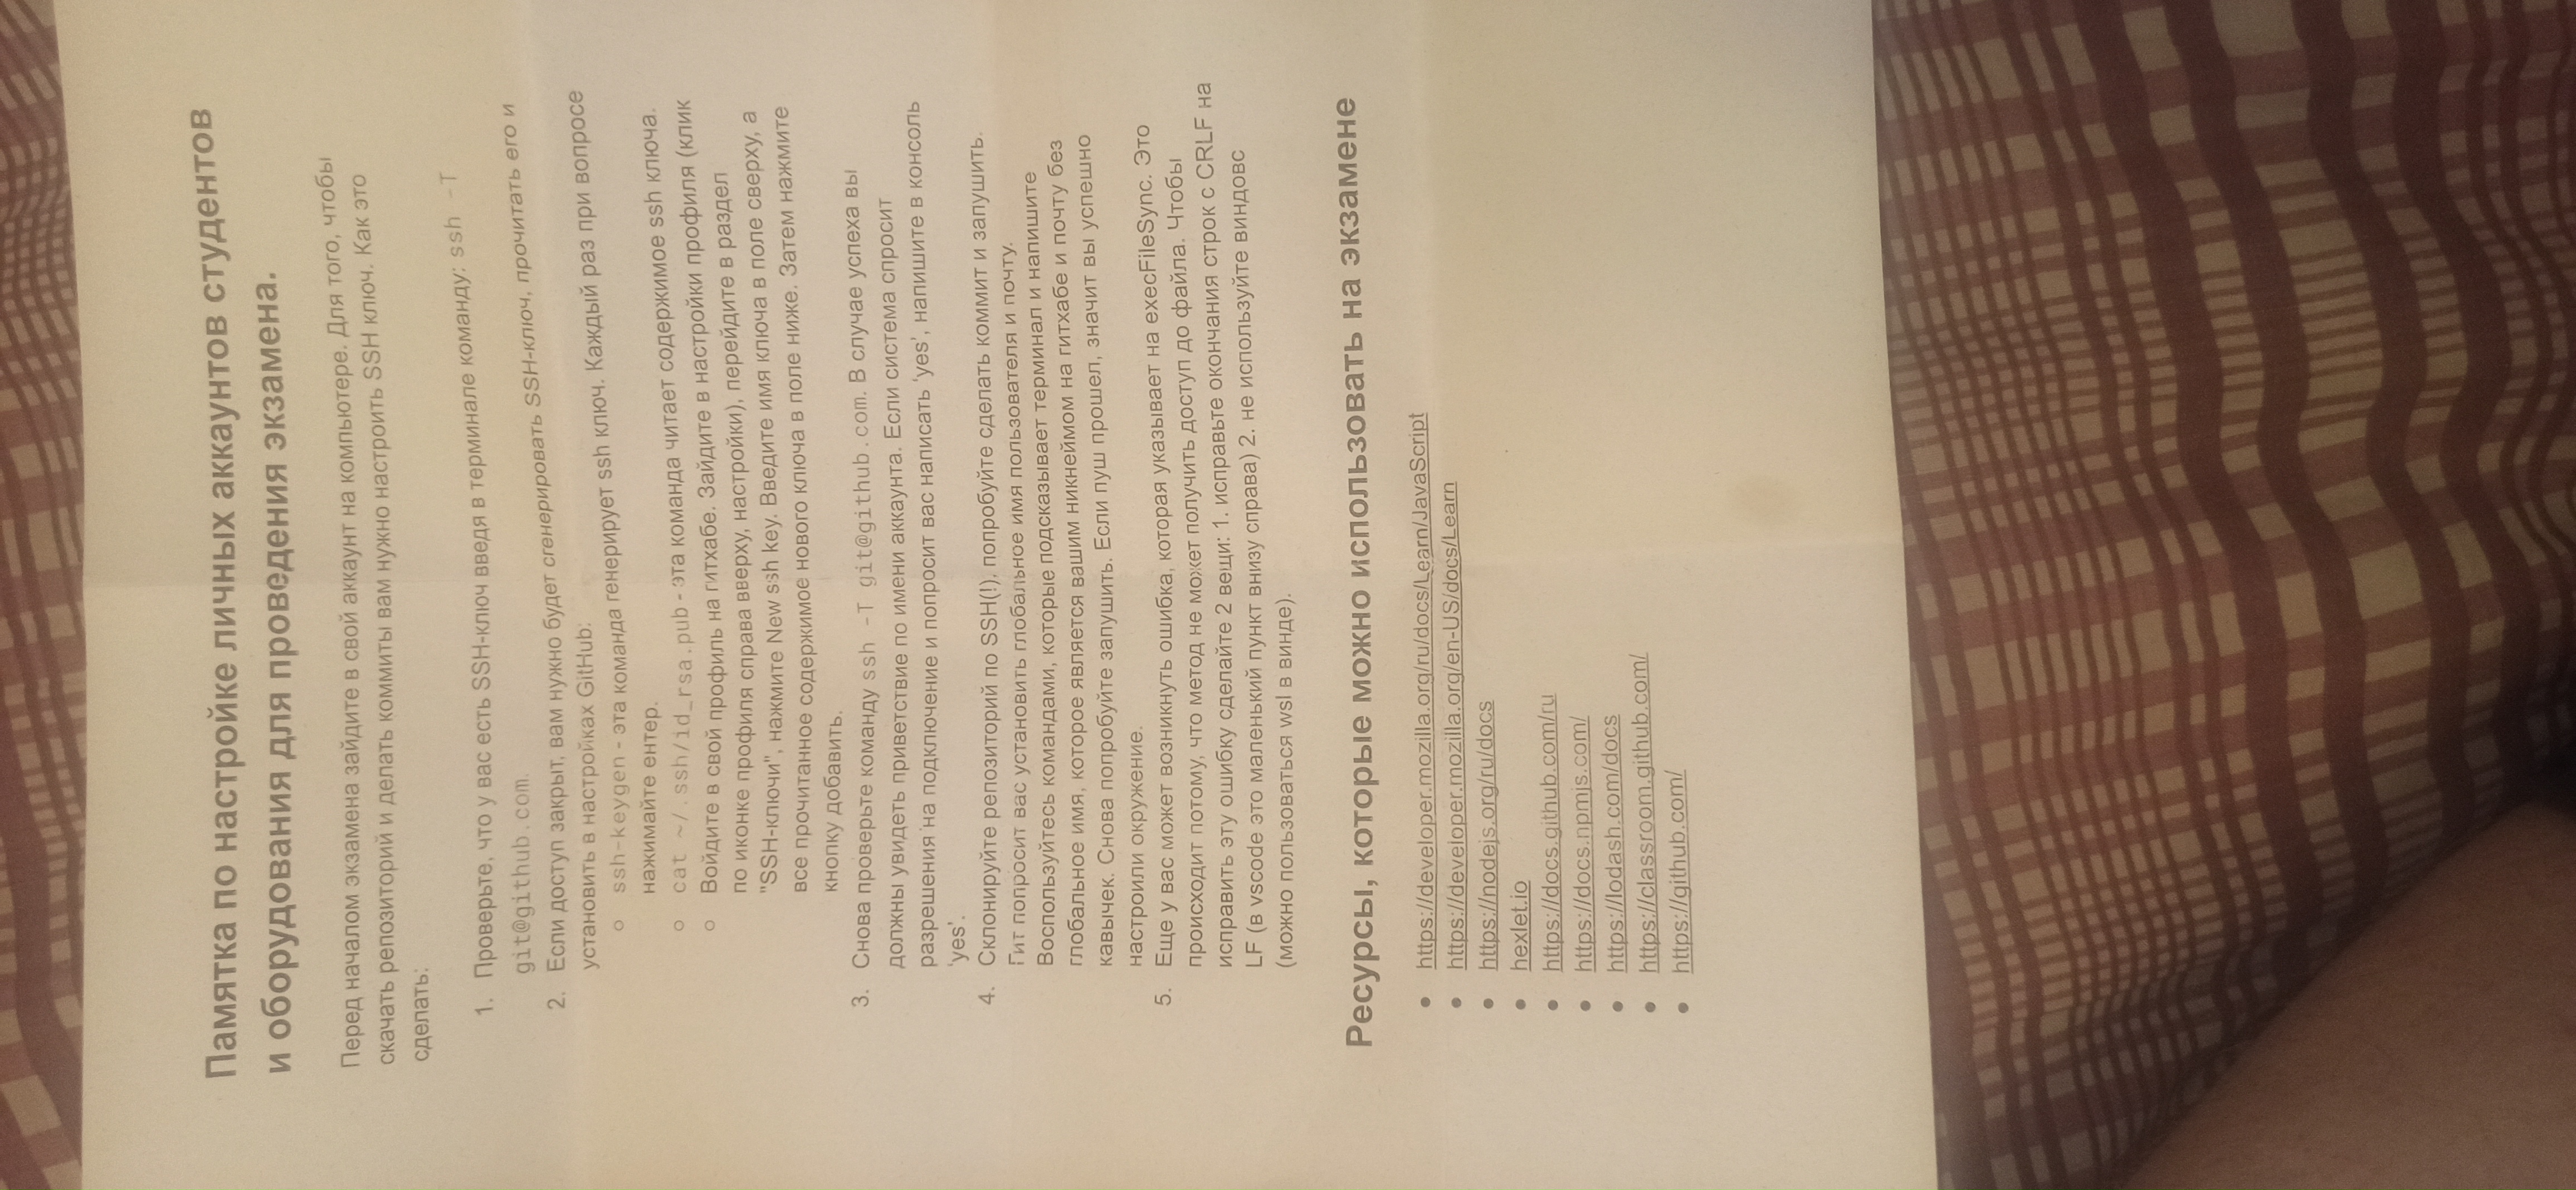 Памятка по настройке личных аккаунтов студентов
и оборудования для проведения экзамена.
Перед началом экзамена зайдите в свой аккаунт на компьютере. Для того, чтобы
скачать репозиторий и делать коммиты вам нужно настроить SSH ключ. Как это
сделать:
1. Проверьте, что у вас есть SSH-ключ введя в терминале команду: ssh -T
git@github.com.
2. Если доступ закрыт, вам нужно будет сгенерировать SSH-ключ, прочитать его и
установить в настройках GitHub:
○ ssh-keygen - эта команда генерирует ssh ключ. Каждый раз при вопросе
нажимайте ентер.
○ cat ~/.ssh/id_rsa.pub - эта команда читает содержимое ssh ключа.
○ Войдите в свой профиль на гитхабе. Зайдите в настройки профиля (клик
по иконке профиля справа вверху, настройки), перейдите в раздел
"SSH-ключи", нажмите New ssh key. Введите имя ключа в поле сверху, а
все прочитанное содержимое нового ключа в поле ниже. Затем нажмите
кнопку добавить.
3. Снова проверьте команду ssh -T git@github.com. В случае успеха вы
должны увидеть приветствие по имени аккаунта. Если система спросит
разрешения на подключение и попросит вас написать ‘yes’, напишите в консоль
‘yes’.
4. Склонируйте репозиторий по SSH(!), попробуйте сделать коммит и запушить.
Гит попросит вас установить глобальное имя пользователя и почту.
Воспользуйтесь командами, которые подсказывает терминал и напишите
глобальное имя, которое является вашим никнеймом на гитхабе и почту без
кавычек. Снова попробуйте запушить. Если пуш прошел, значит вы успешно
настроили окружение.
5. Еще у вас может возникнуть ошибка, которая указывает на execFileSync. Это
происходит потому, что метод не может получить доступ до файла. Чтобы
исправить эту ошибку сделайте 2 вещи: 1. исправьте окончания строк с CRLF на
LF (в vscode это маленький пункт внизу справа) 2. не используйте виндовс
(можно пользоваться wsl в винде).
Ресурсы, которые можно использовать на экзамене
● https://developer.mozilla.org/ru/docs/Learn/JavaScript
● https://developer.mozilla.org/en-US/docs/Learn
● https://nodejs.org/ru/docs
● hexlet.io
● https://docs.github.com/ru
● https://docs.npmjs.com/
● https://lodash.com/docs
● https://classroom.github.com/
● https://github.com/